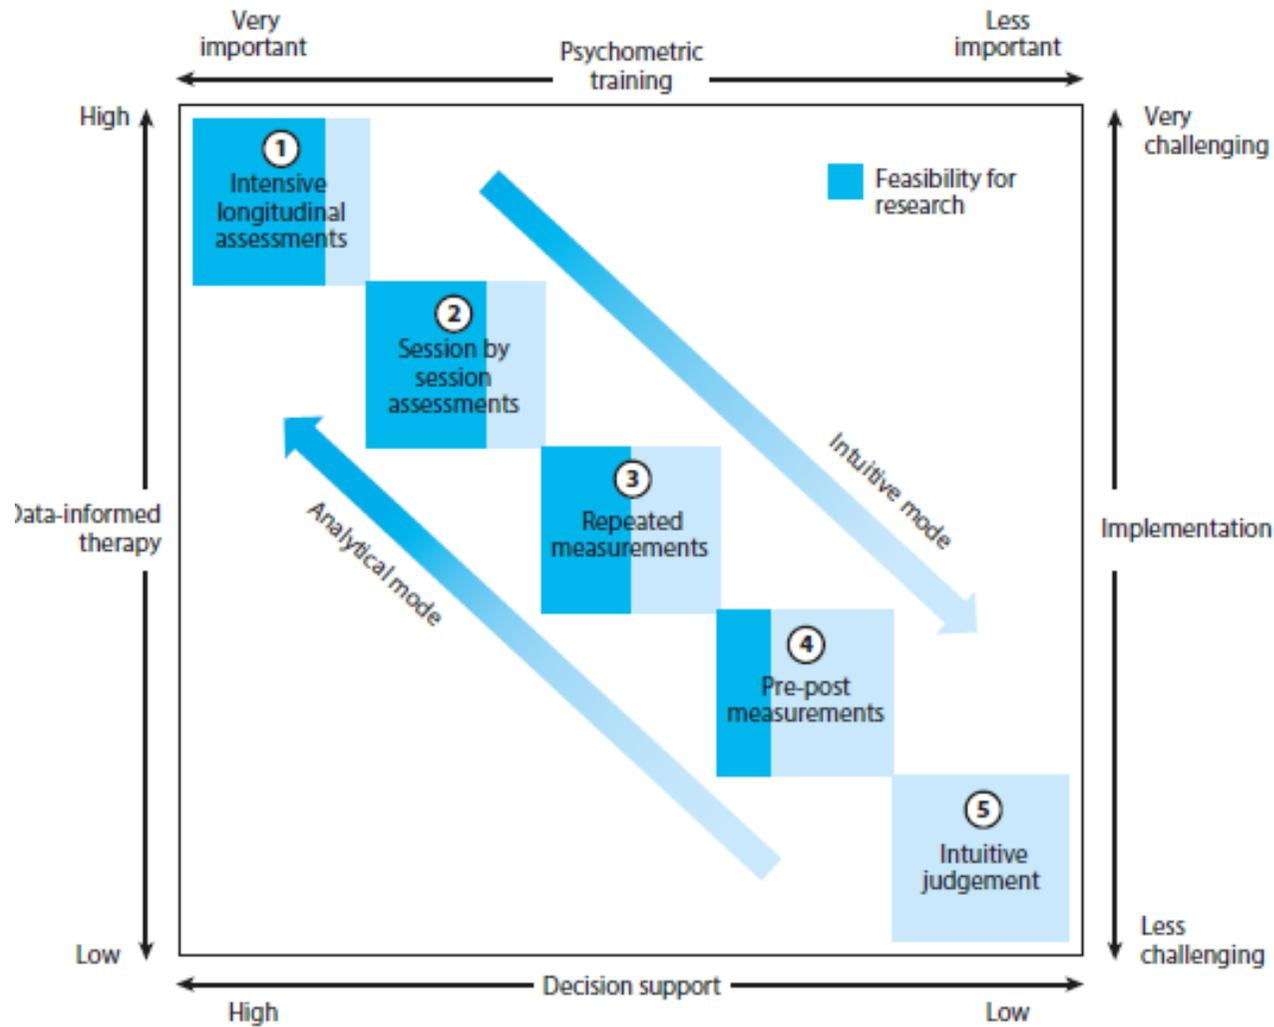 Very
important
Less
important
Psychometric
training
High
Very
challenging
1
Intensive
longitudinal
assessments
Feasibility for
research
2
Session by
session
assessments
3
Repeated
measurements
Intuitive mode
Analytical mode
)ata-informed
therapy
Implementation
4
Pre-post
measurements
5
Intuitive
judgement
Low
Less
challenging
Decision support
High
Low